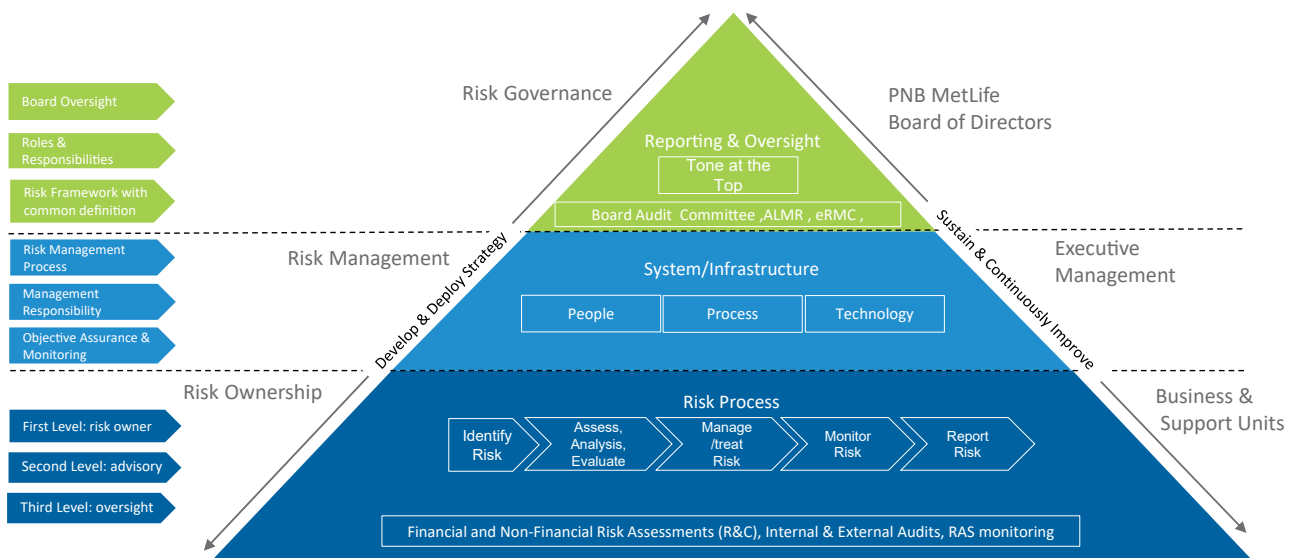 Board Oversight
Roles &
Responsibilities
Risk Framework with
common definition
Risk Management
Process
Management
Responsibility
Objective Assurance &
Monitoring
First Level: risk owner
Second Level: advisory
Third Level: oversight
Risk Governance
Risk Management
Risk Ownership
Develop & Deploy Strategy
Reporting & Oversight
Tone at the
Top
Board Audit  Committee ,ALMR , eRMC ,
System/Infrastructure
People
Process
Technology
Risk Process
Identify
Risk
Assess,
Analysis,
Evaluate
Manage
/treat
Risk
Monitor
Risk
Report
Risk
Financial and Non-Financial Risk Assessments (R&C), Internal & External Audits, RAS monitoring
Sustain & Continuously Improve
PNB MetLife
Board of Directors
Executive
Management
Business &
Support Units